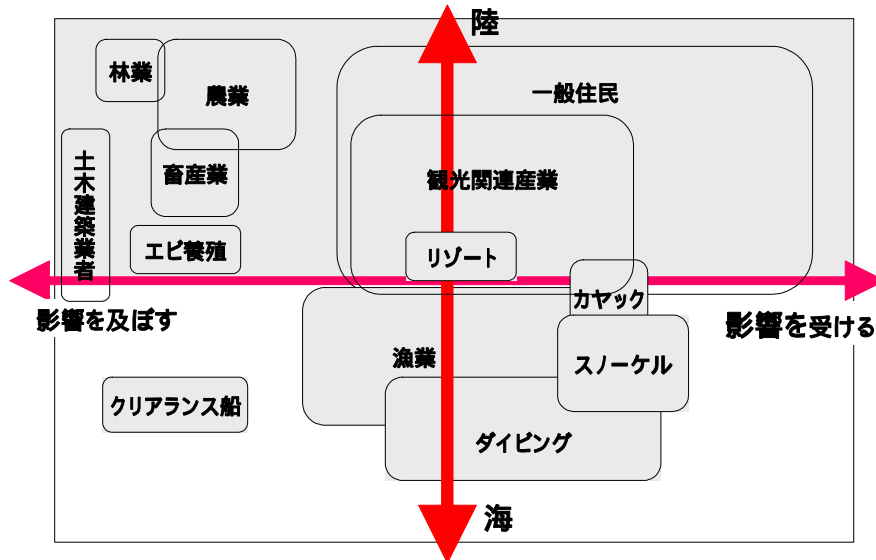 陸
林業
農業
一般住民
土木建築業者
畜産業
観光関連産業
エビ養殖
リゾート
カヤック
影響を及ぼす
影響を受ける
漁業
スノーケル
クリアランス船
ダイビング
海